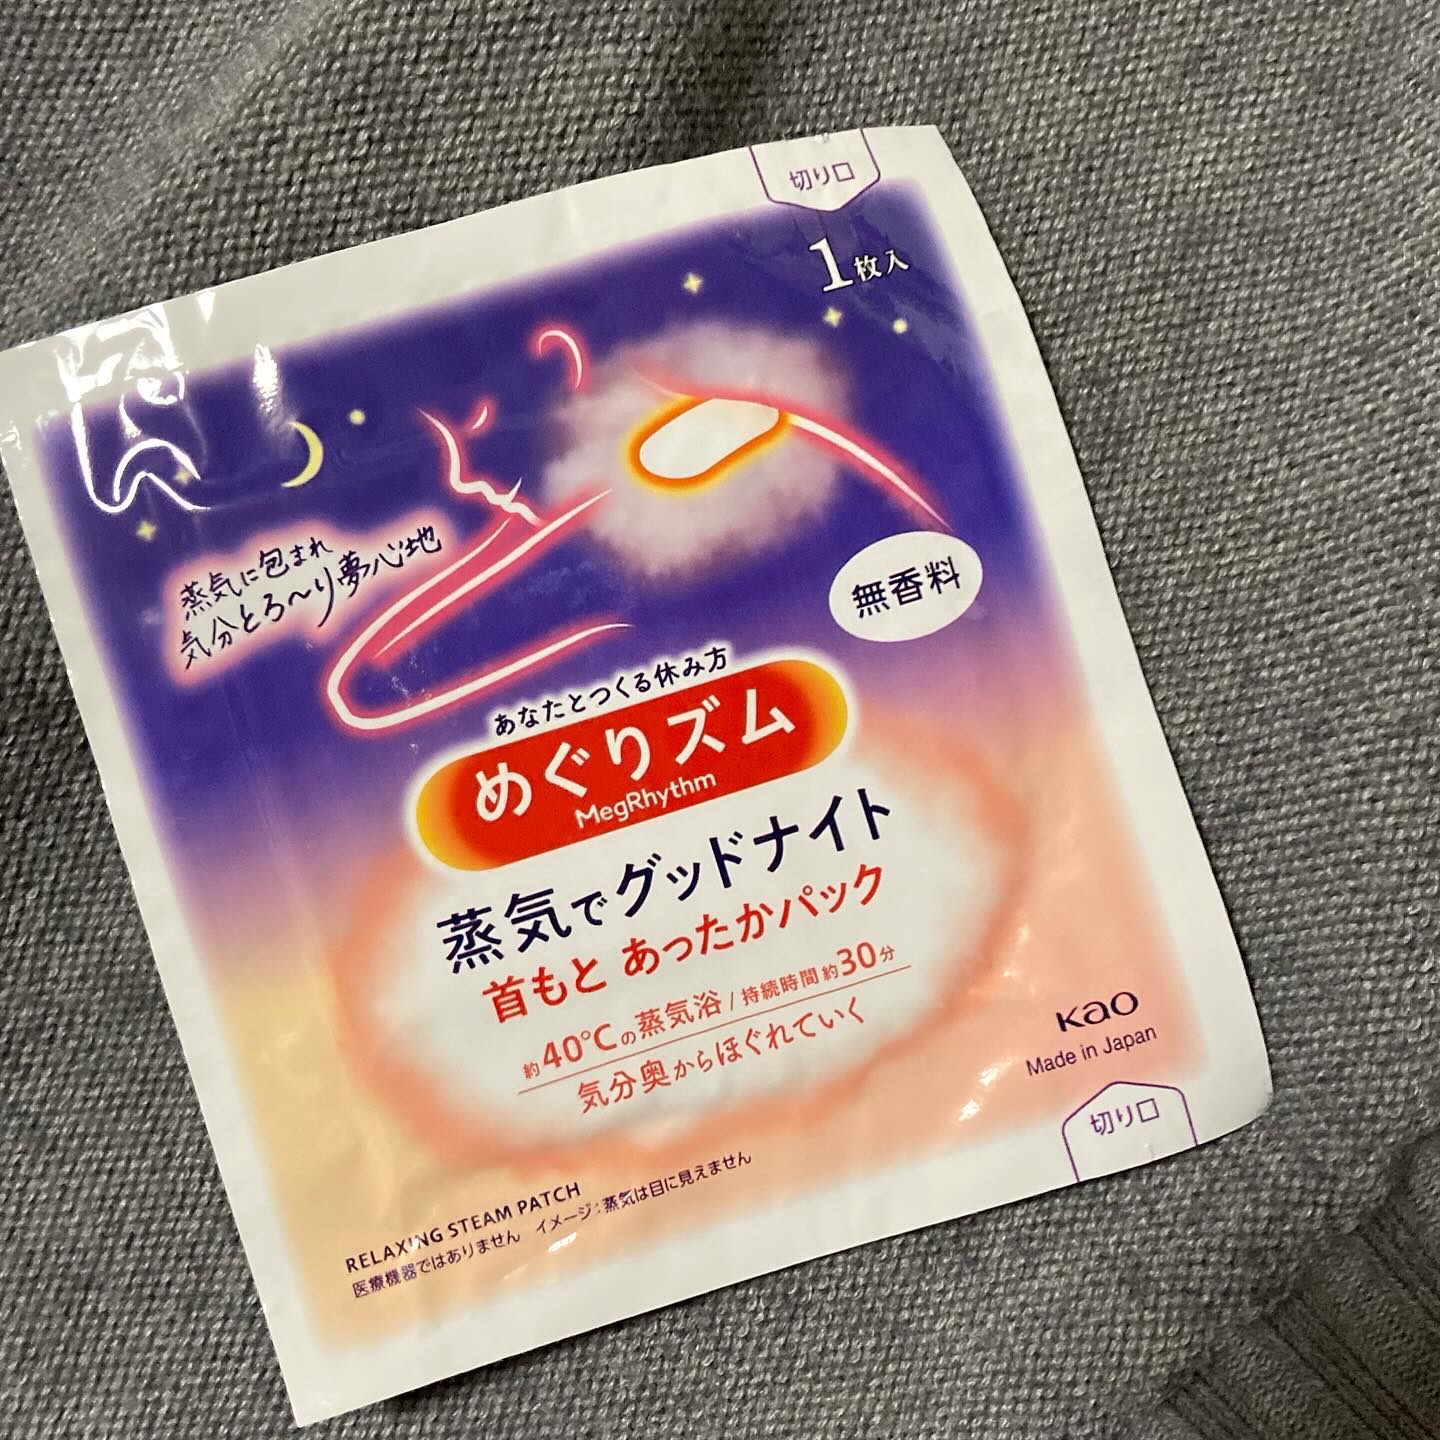 切り口
1枚入
蒸気に包まれ
気分とろ〜り夢心地
無香料
あなたとつくる休み方
めぐりズム
MegRhythm
蒸気でグッドナイト
首もと あったかパック
約40℃の蒸気浴/持続時間 約30分
気分奥からほぐれていく
Kao
Made in Japan
切り口
RELAXING STEAM PATCH
医療機器ではありません イメージ:蒸気は目に見えません